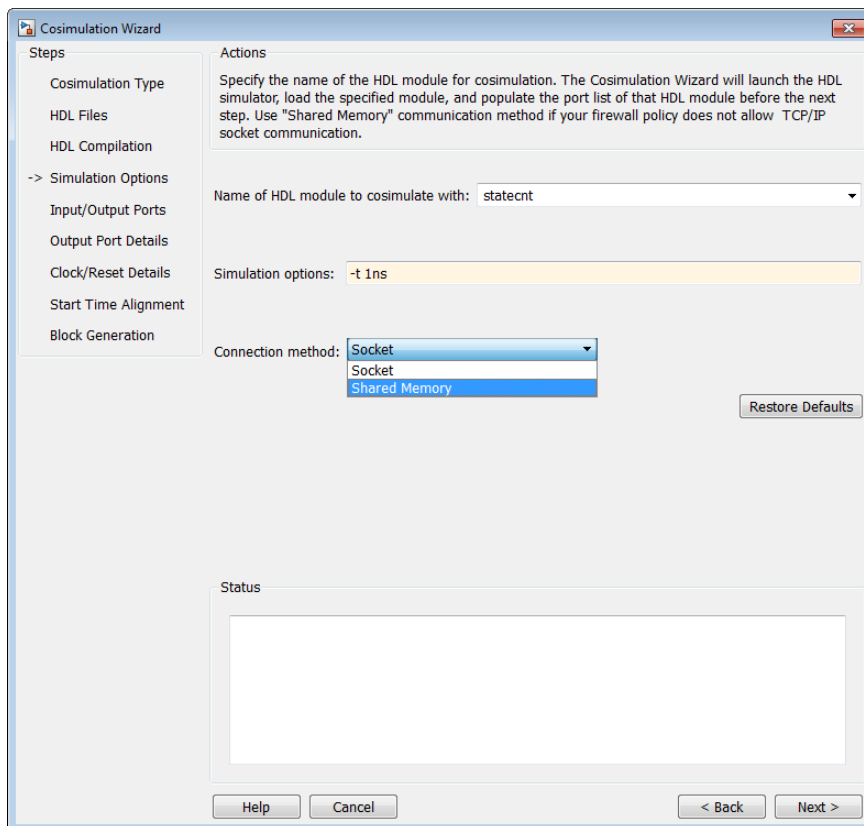 Cosimulation Wizard
Steps
Cosimulation Type
HDL Files
HDL Compilation
-> Simulation Options
Input/Output Ports
Output Port Details
Clock/Reset Details
Start Time Alignment
Block Generation
Actions
Specify the name of the HDL module for cosimulation. The Cosimulation Wizard will launch the HDL
simulator, load the specified module, and populate the port list of that HDL module before the next
step. Use "Shared Memory" communication method if your firewall policy does not allow TCP/IP
socket communication.
Name of HDL module to cosimulate with: statecnt
Simulation options: -t 1ns
Connection method: Socket
Socket
Shared Memory
Restore Defaults
Status
Help Cancel < Back Next >